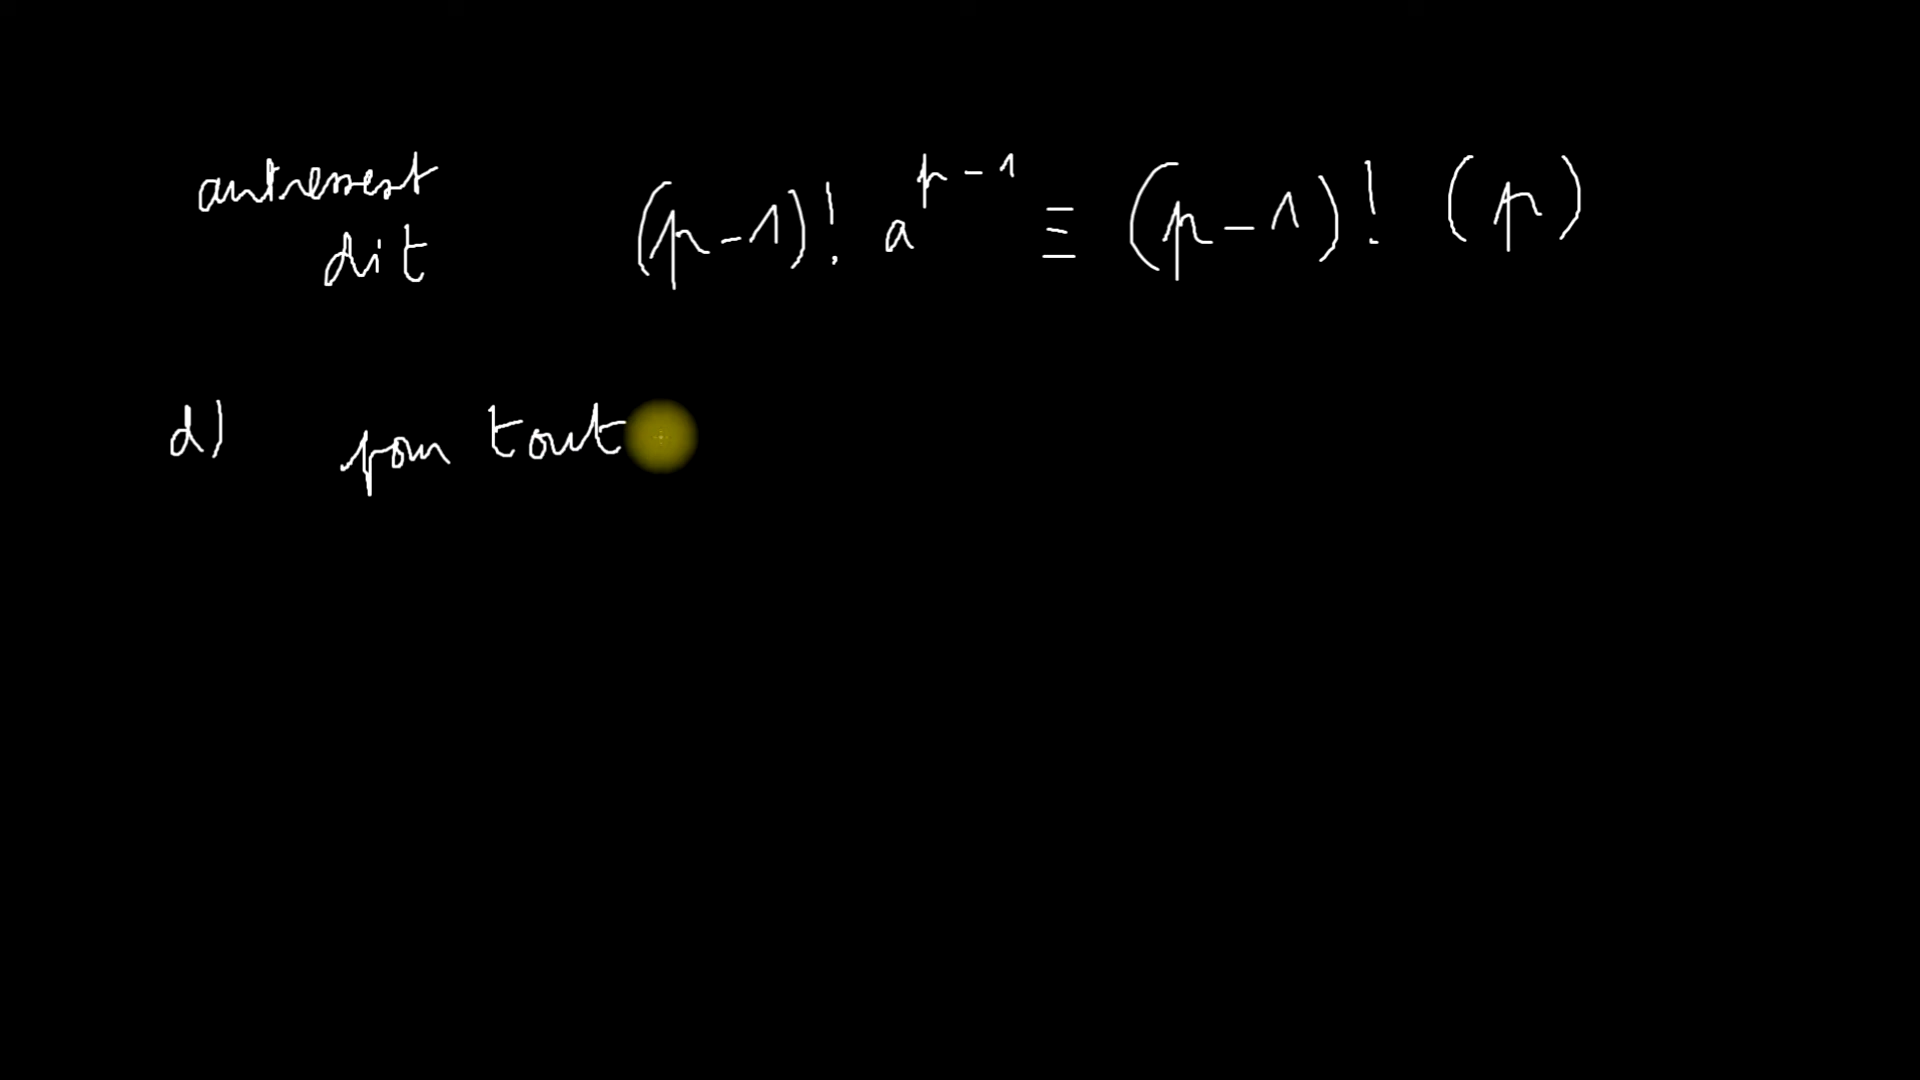 autrement (p-1)! a^{p-1} ≡ (p-1)! (p)
dit
d) pour tout